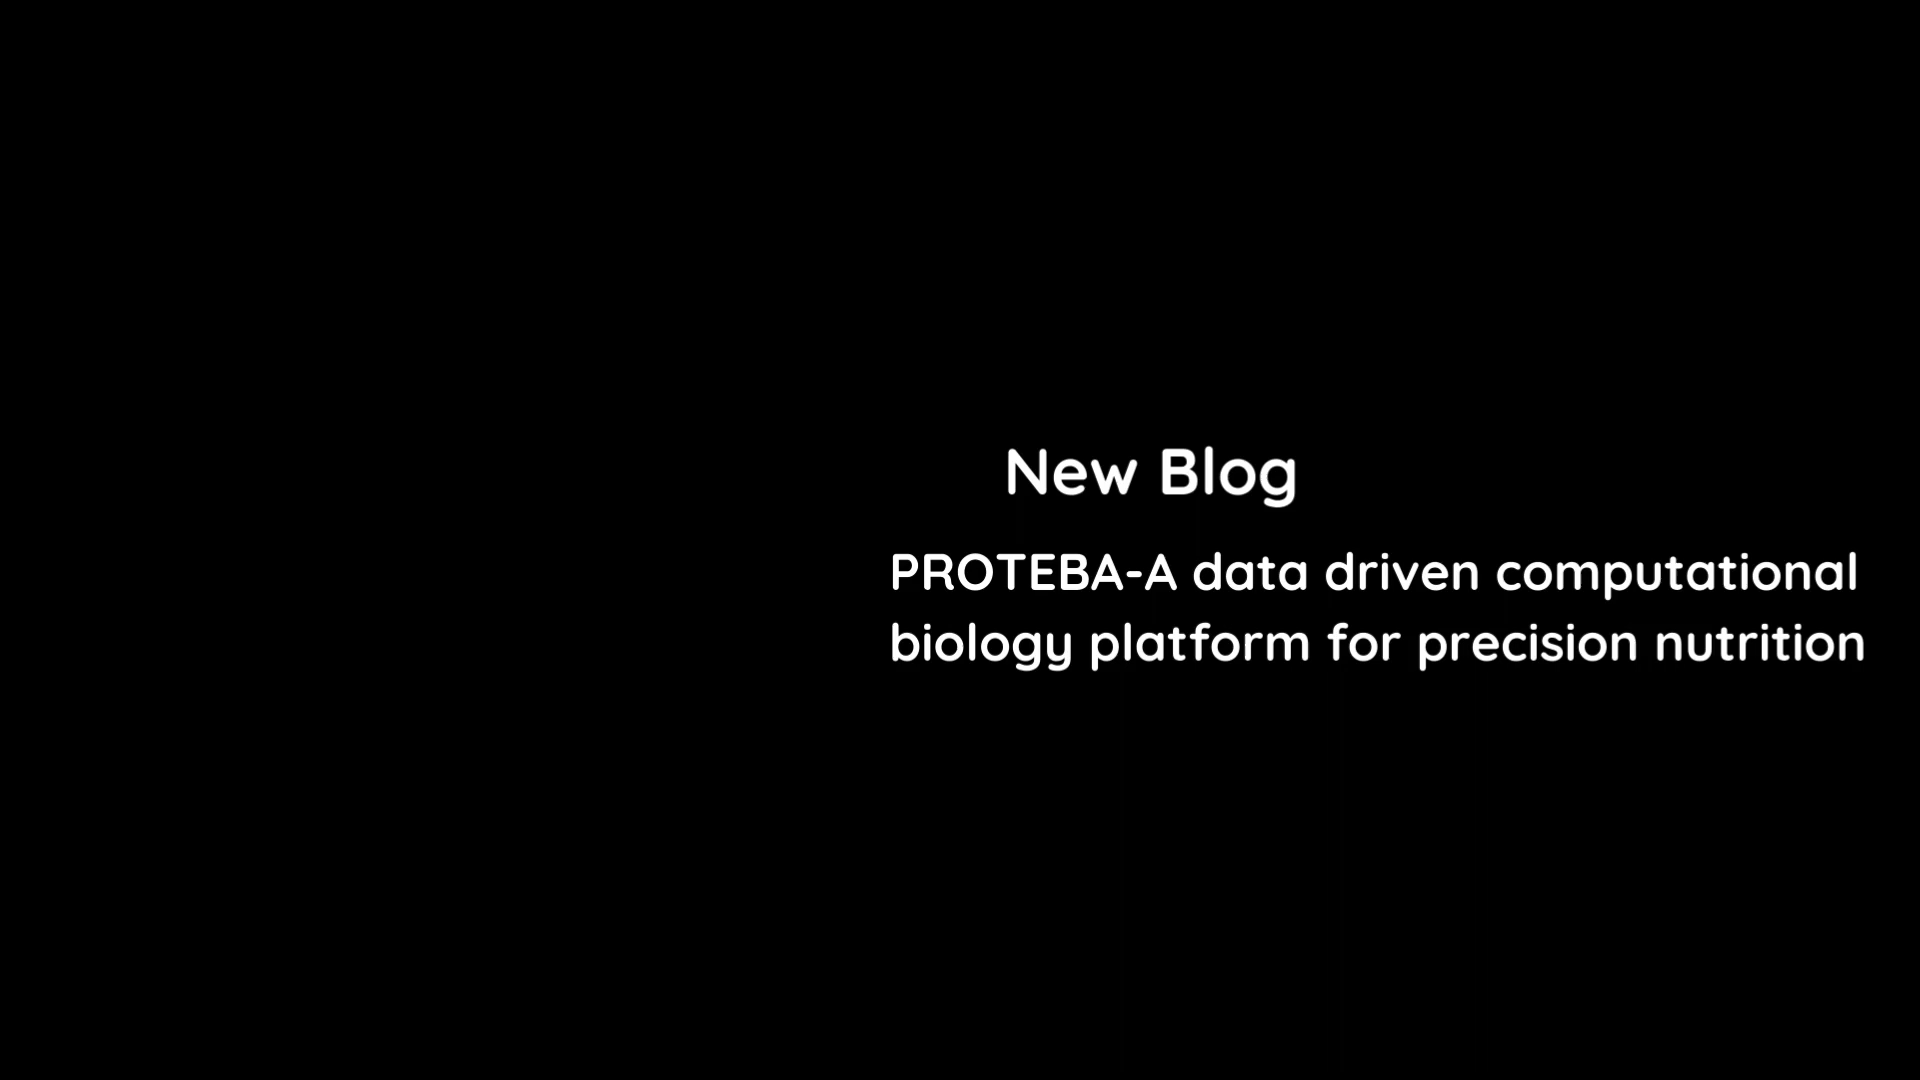 New Blog
PROTEBA-A data driven computational
biology platform for precision nutrition